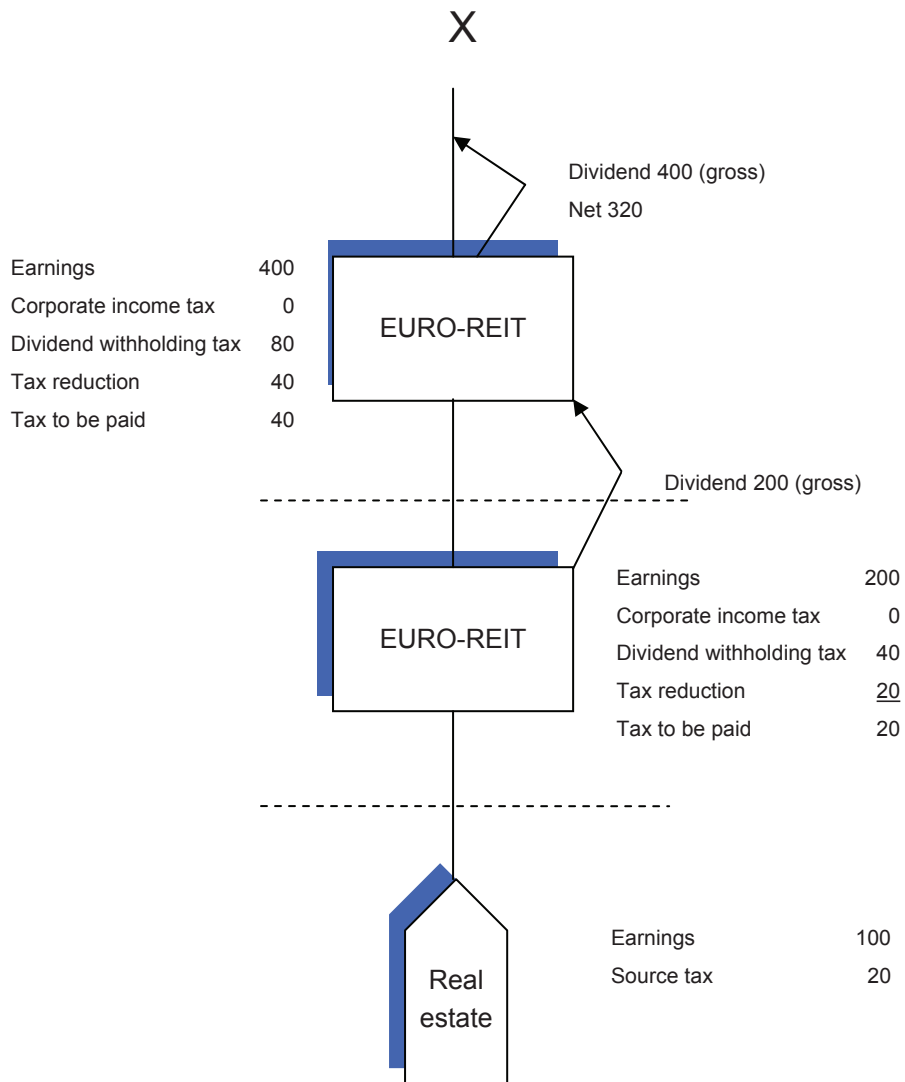 X
Dividend 400 (gross)
Net 320
Earnings 400
Corporate income tax 0
Dividend withholding tax 80
Tax reduction 40
Tax to be paid 40
EURO-REIT
Dividend 200 (gross)
EURO-REIT
Earnings 200
Corporate income tax 0
Dividend withholding tax 40
Tax reduction 20
Tax to be paid 20
Real
estate
Earnings 100
Source tax 20